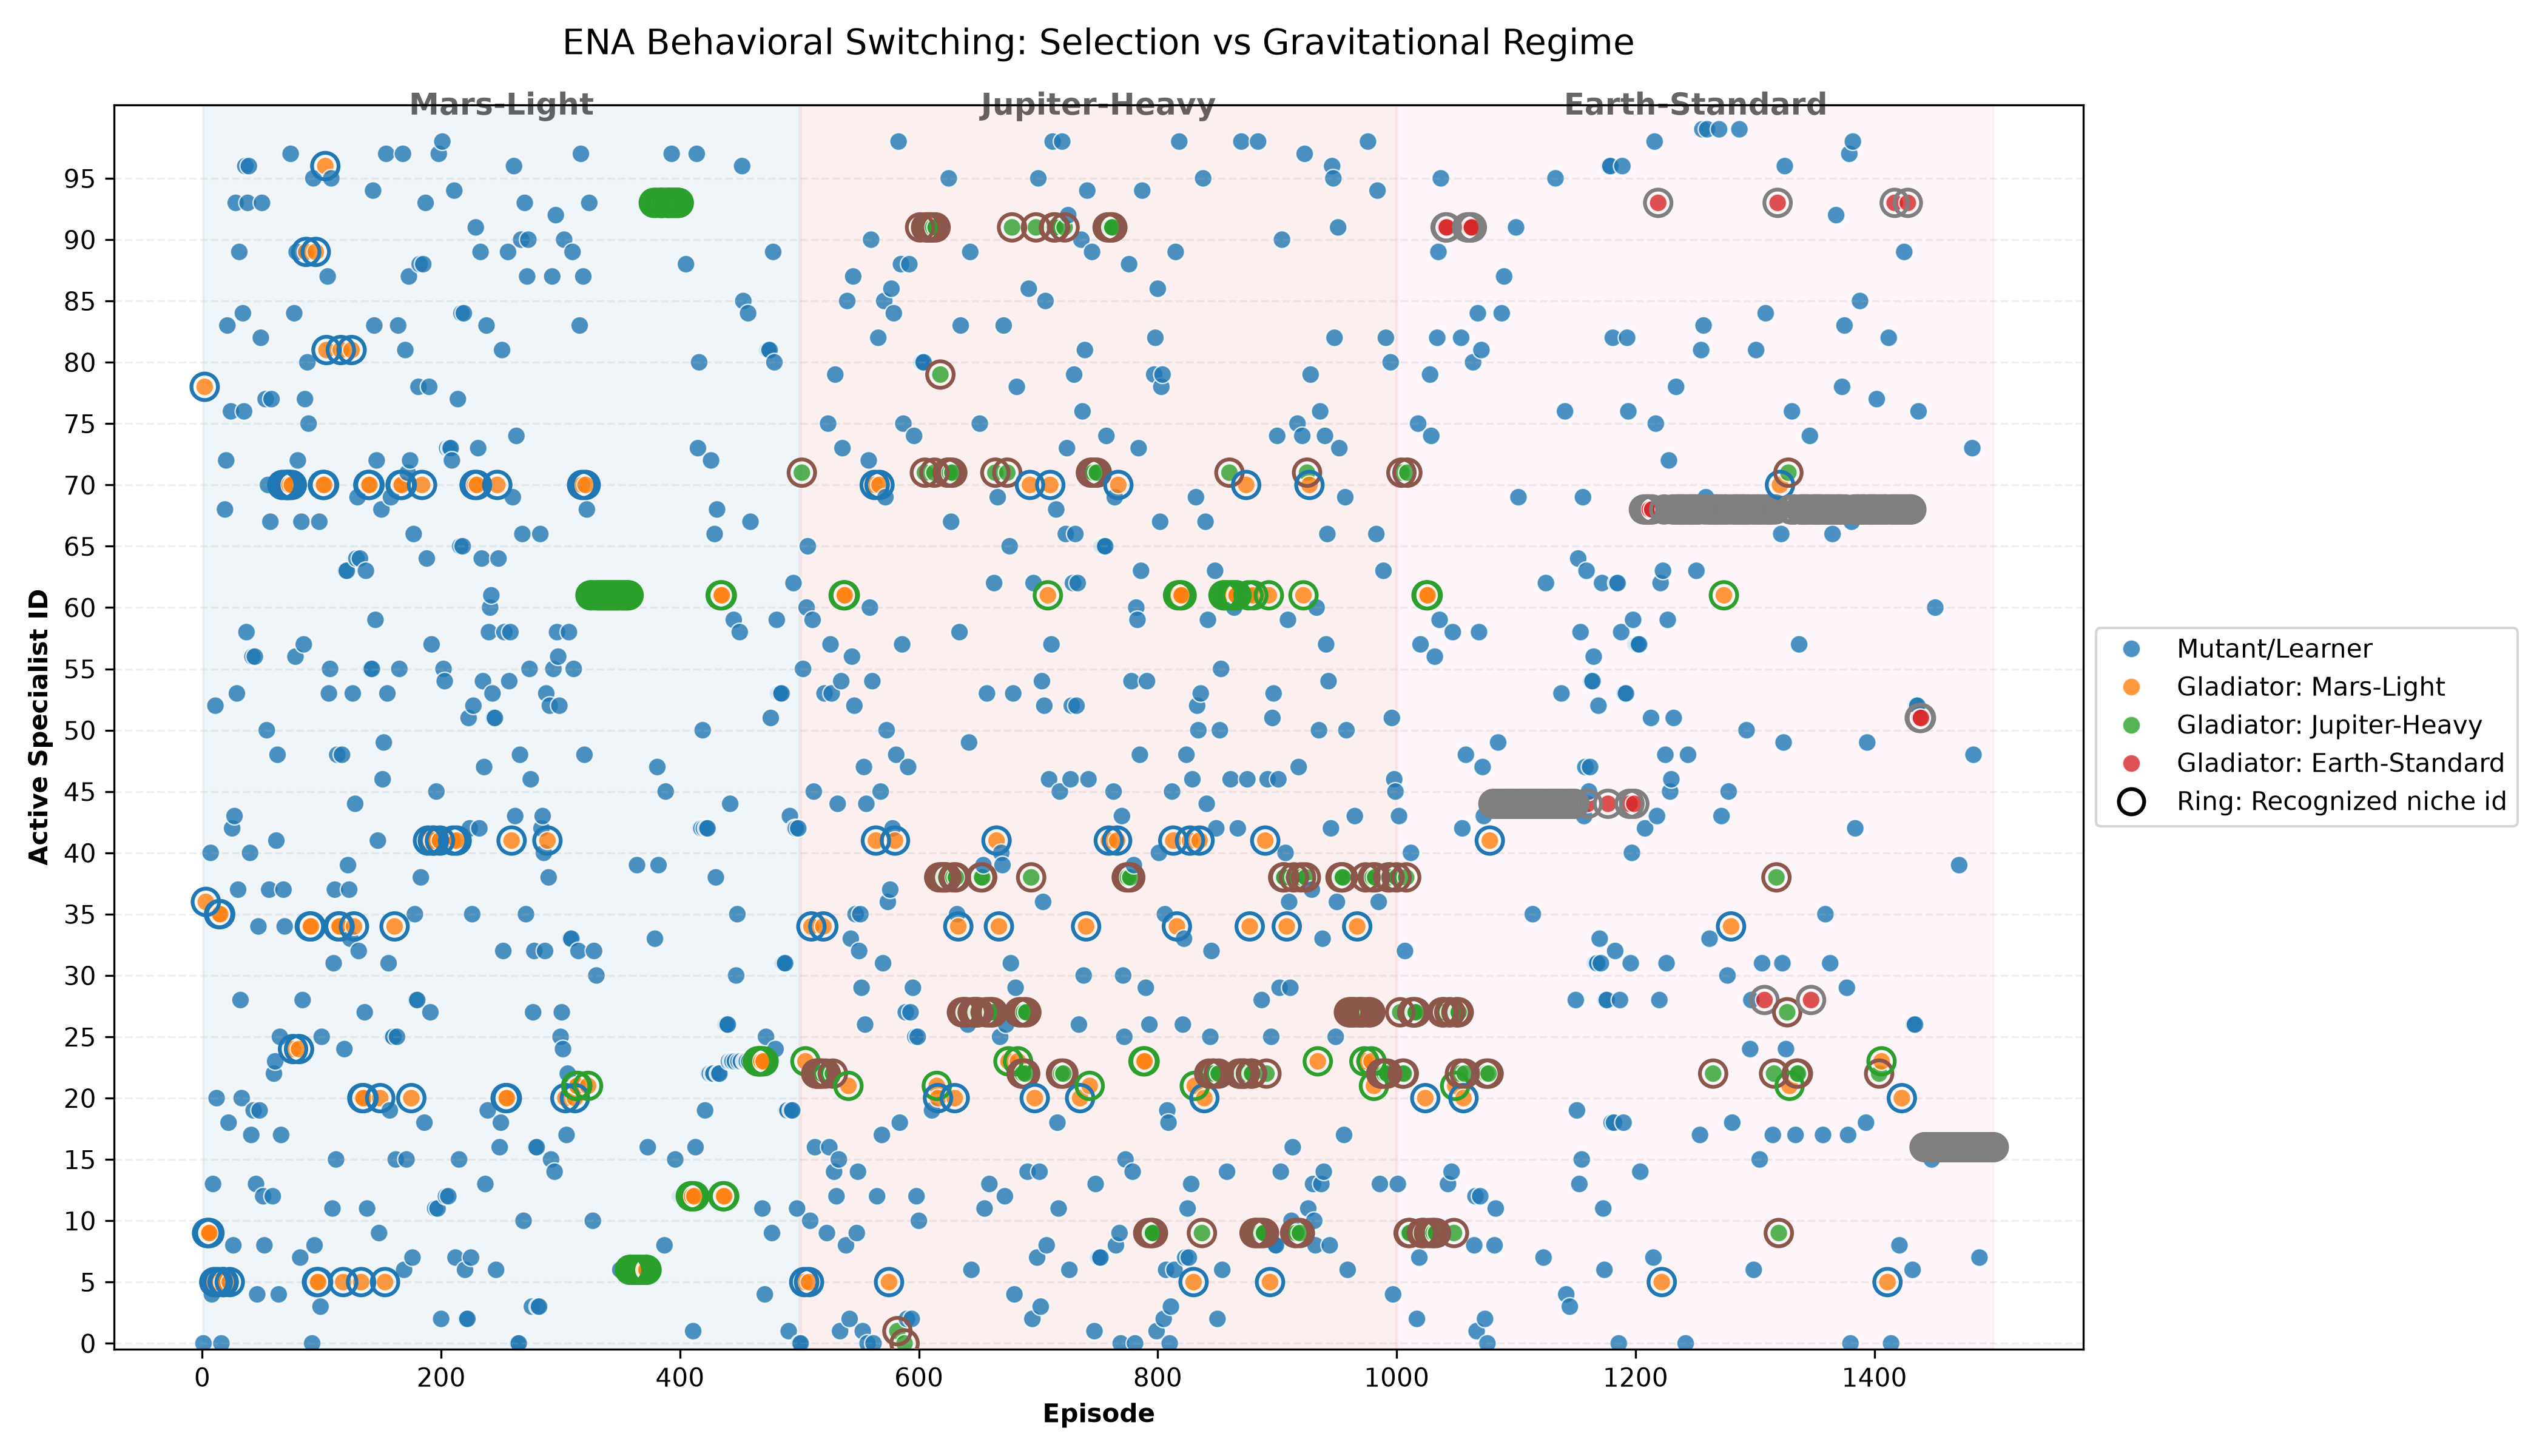 ENA Behavioral Switching: Selection vs Gravitational Regime
Mars-Light
Jupiter-Heavy
Earth-Standard
Active Specialist ID
95
90
85
80
75
70
65
60
55
50
45
40
35
30
25
20
15
10
5
0
0
200
400
600
800
1000
1200
1400
Episode
Mutant/Learner
Gladiator: Mars-Light
Gladiator: Jupiter-Heavy
Gladiator: Earth-Standard
Ring: Recognized niche id